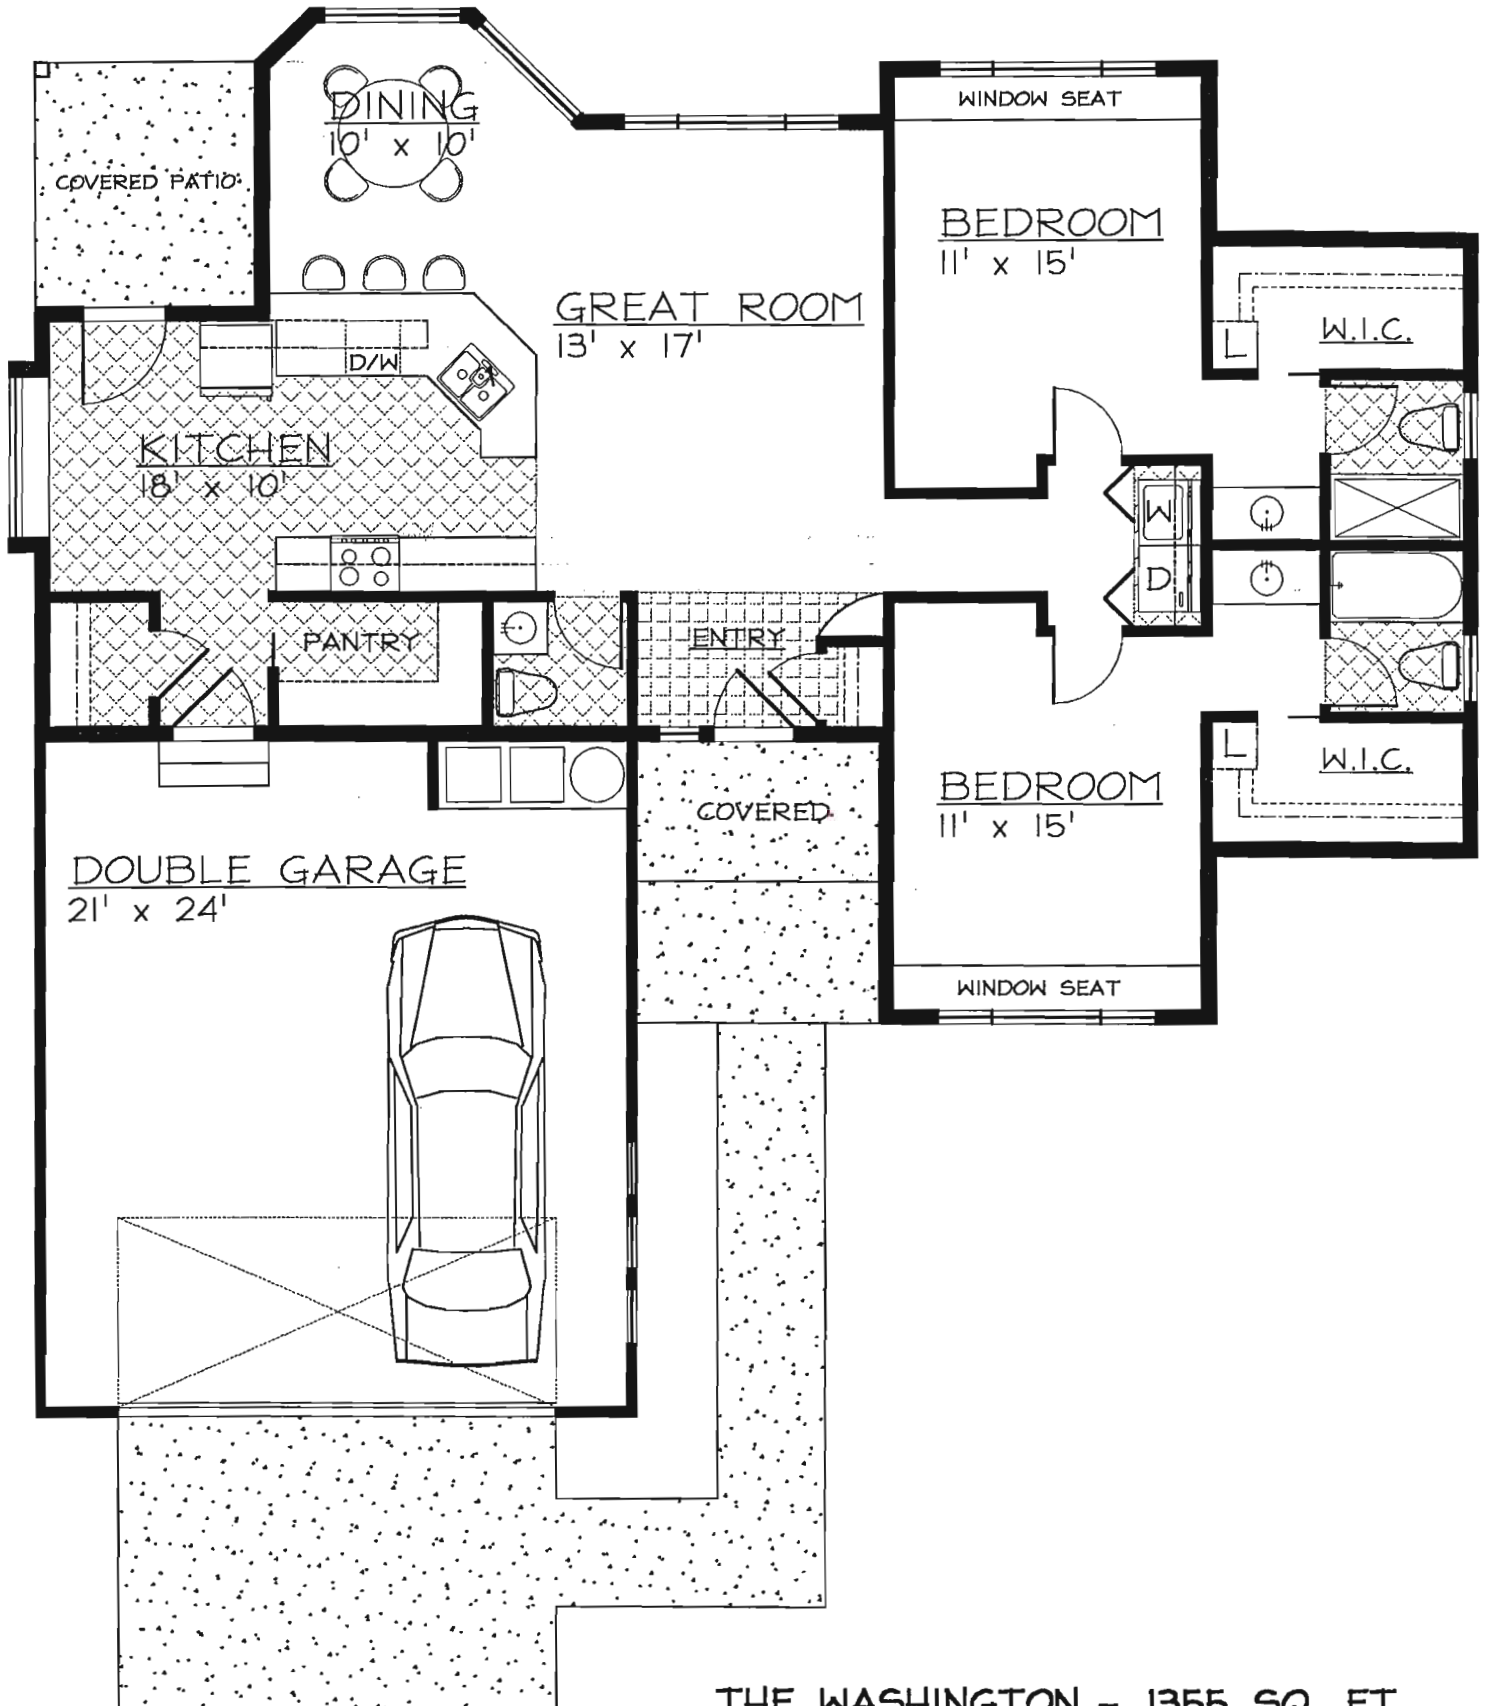 DINING
10' x 10'
WINDOW SEAT
COVERED PATIO
BEDROOM
11' x 15'
GREAT ROOM
13' x 17'
W.I.C.
L
D/W
KITCHEN
18' x 10'
W
D
PANTRY
ENTRY
L
W.I.C.
BEDROOM
11' x 15'
COVERED
DOUBLE GARAGE
21' x 24'
WINDOW SEAT
THE WASHINGTON - 1355 SQ. FT.